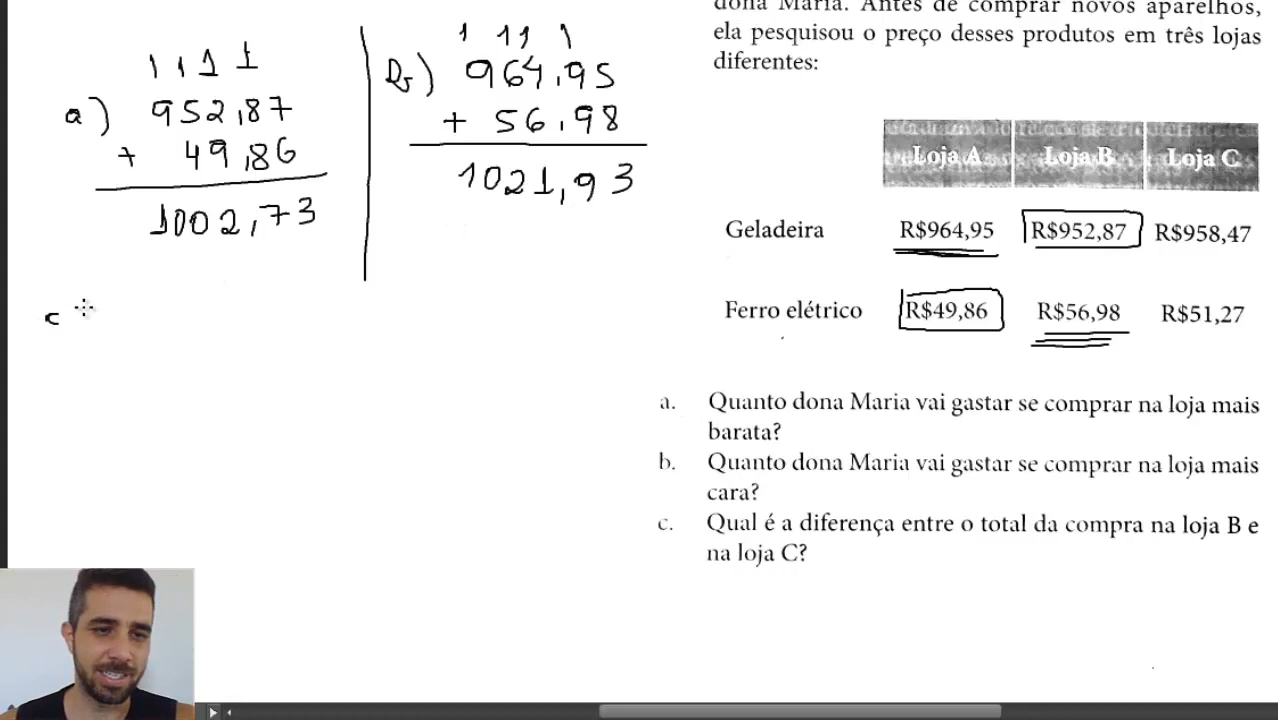 1 1 1 1
a) 952,87
+ 49,86
1002,73
1 1 1 1
b) 964,95
+ 56,98
1021,93
c
dona Maria. Antes de comprar novos aparelhos,
ela pesquisou o preço desses produtos em três lojas
diferentes:
Loja A Loja B Loja C
Geladeira R$964,95 R$952,87 R$958,47
Ferro elétrico R$49,86 R$56,98 R$51,27
a. Quanto dona Maria vai gastar se comprar na loja mais
barata?
b. Quanto dona Maria vai gastar se comprar na loja mais
cara?
c. Qual é a diferença entre o total da compra na loja B e
na loja C?